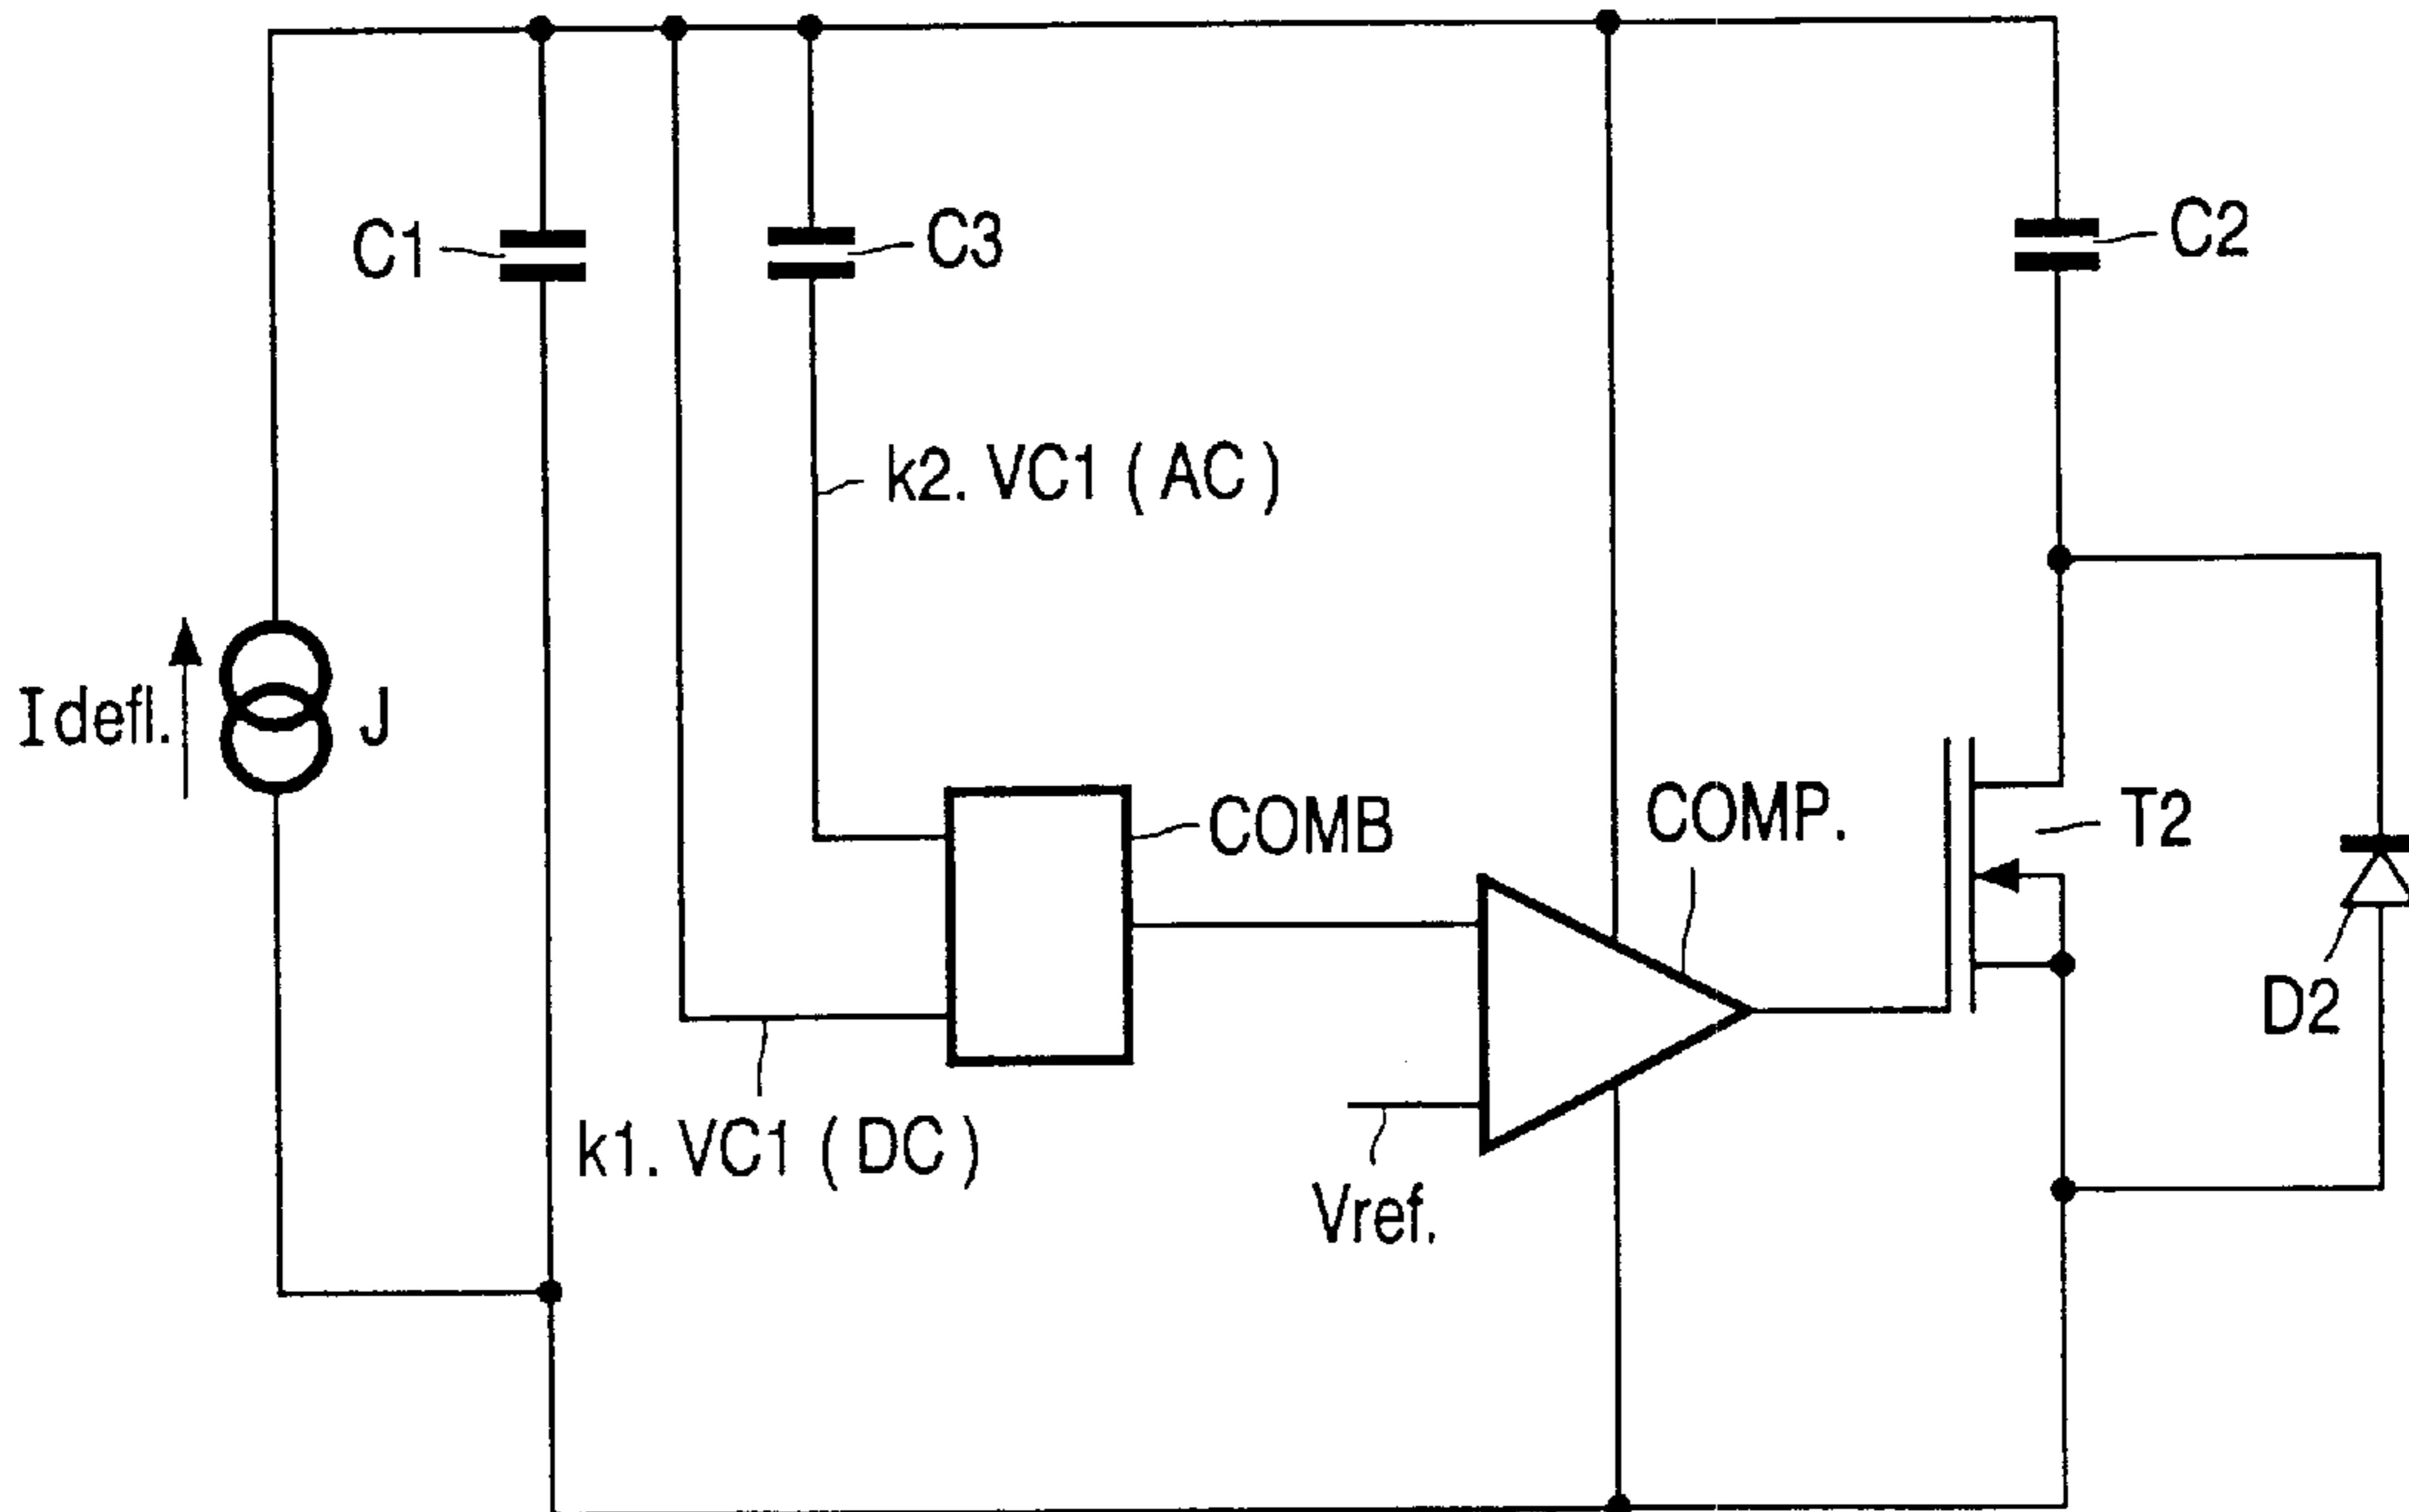 C1
C3
C2
k2. VC1 ( AC )
Idefl.
J
COMB
COMP.
T2
D2
k1. VC1 ( DC )
Vref.